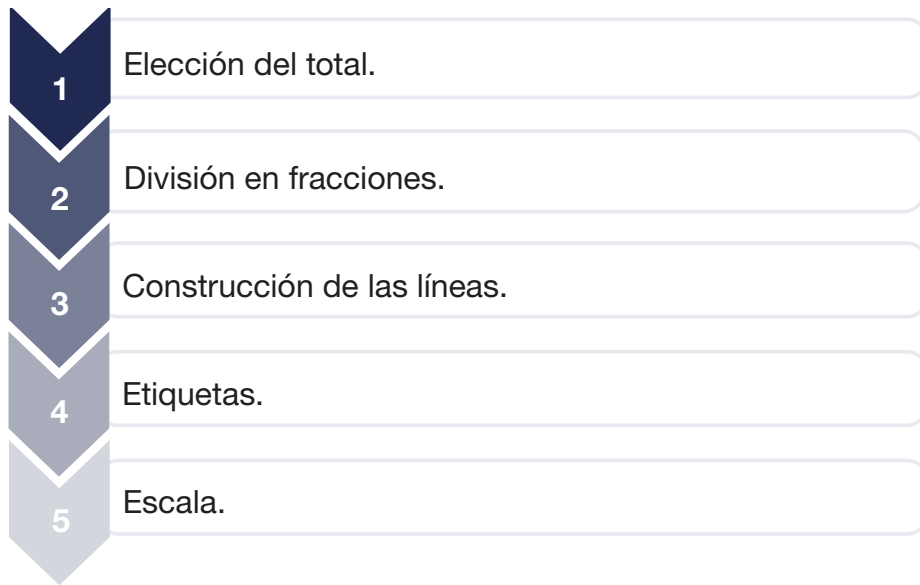 1
Elección del total.
2
División en fracciones.
3
Construcción de las líneas.
4
Etiquetas.
5
Escala.